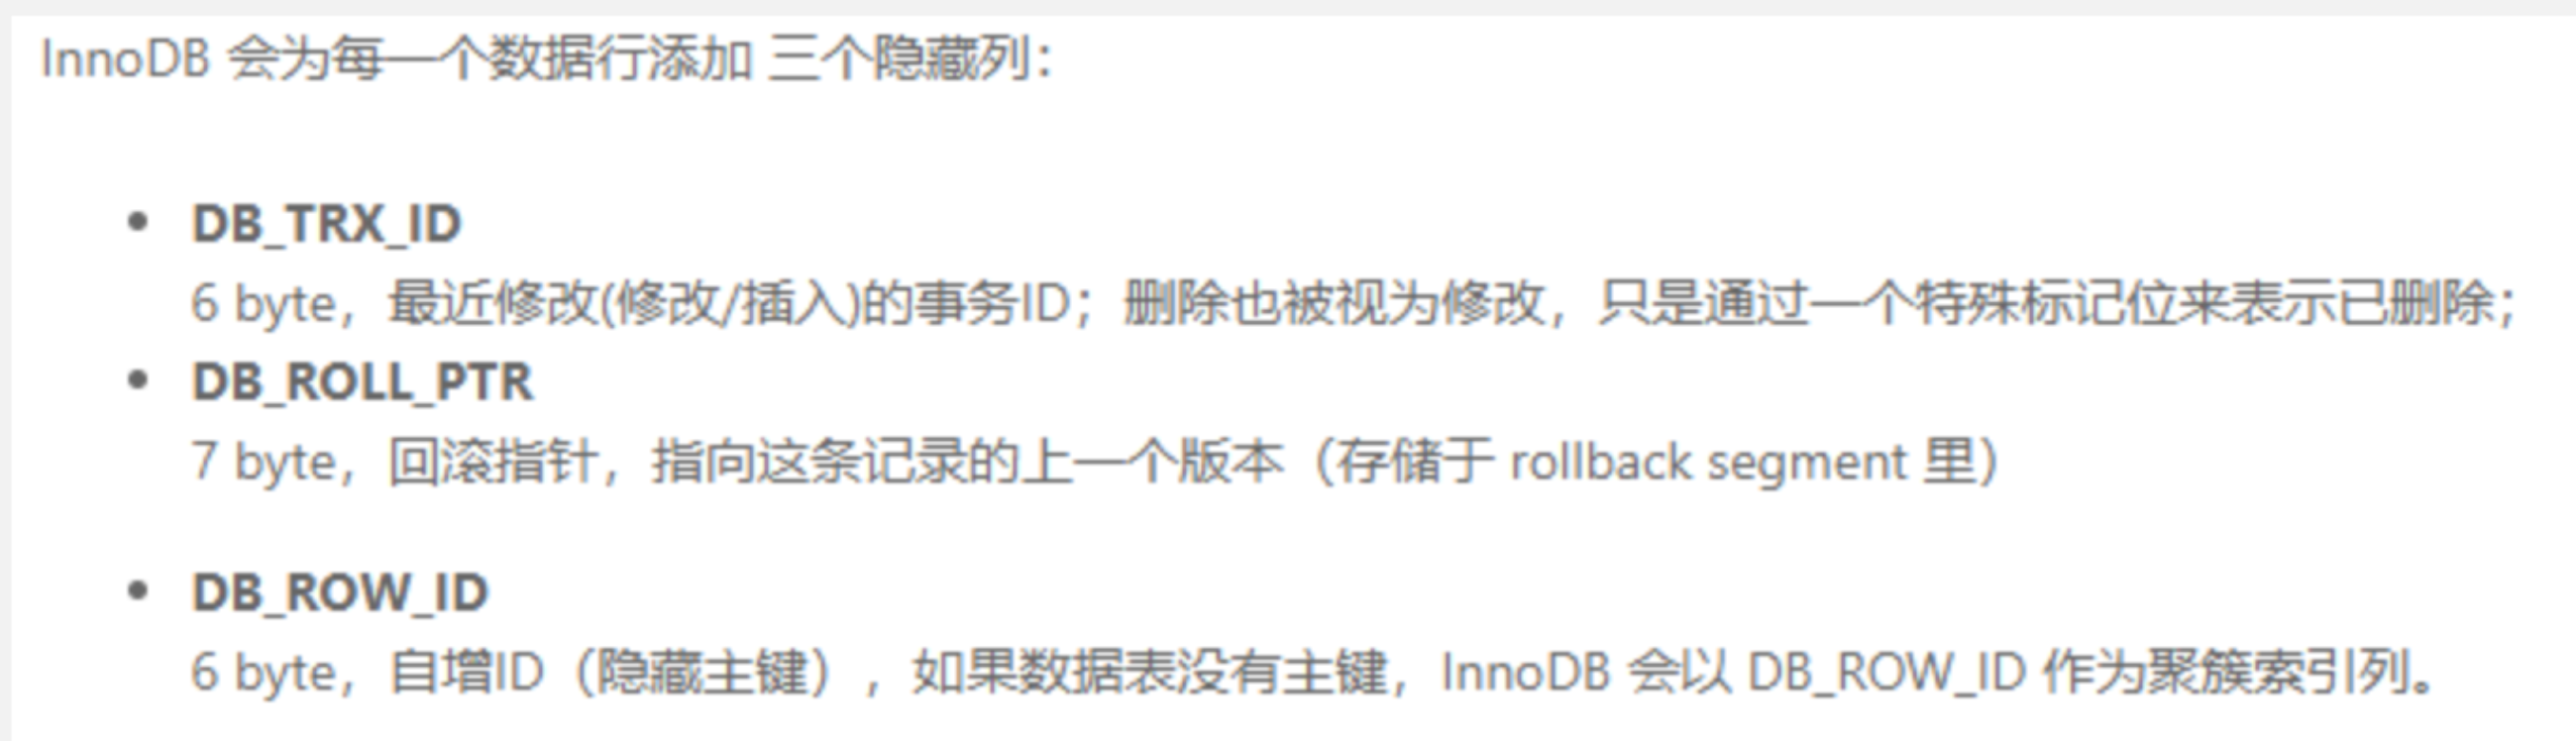 InnoDB 会为每一个数据行添加 三个隐藏列：
• DB_TRX_ID
6 byte，最近修改(修改/插入)的事务ID；删除也被视为修改，只是通过一个特殊标记位来表示已删除；
• DB_ROLL_PTR
7 byte，回滚指针，指向这条记录的上一个版本（存储于 rollback segment 里）
• DB_ROW_ID
6 byte，自增ID（隐藏主键），如果数据表没有主键，InnoDB 会以 DB_ROW_ID 作为聚簇索引列。